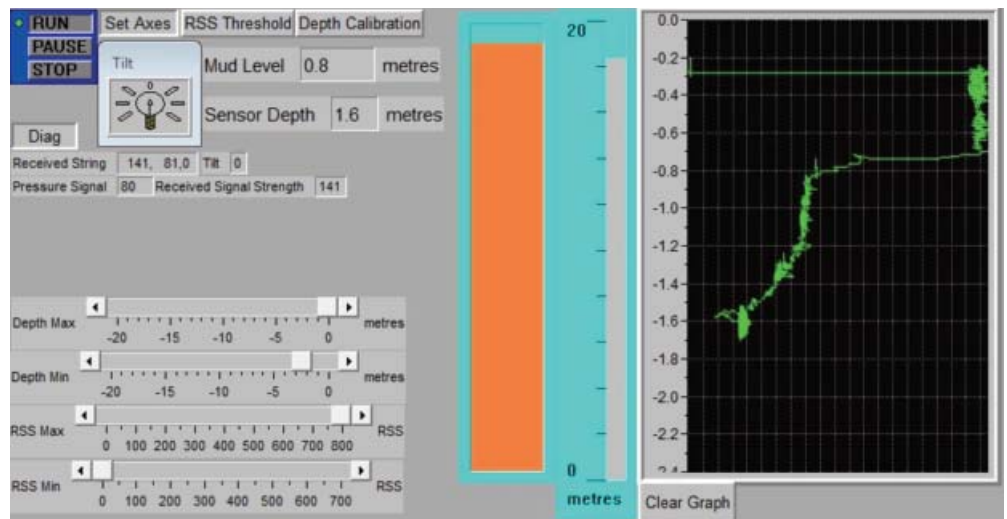 RUN
PAUSE
STOP
Set Axes
RSS Threshold
Depth Calibration
Tilt
Mud Level 0.8 metres
Sensor Depth 1.6 metres
Diag
Received String 141, 81,0 Tilt 0
Pressure Signal 80 Received Signal Strength 141
Depth Max
-20 -15 -10 -5 0
metres
Depth Min
-20 -15 -10 -5 0
metres
RSS Max
0 100 200 300 400 500 600 700 800
RSS
RSS Min
0 100 200 300 400 500 600 700
RSS
20
0
metres
0.0
-0.2
-0.4
-0.6
-0.8
-1.0
-1.2
-1.4
-1.6
-1.8
-2.0
-2.2
Clear Graph